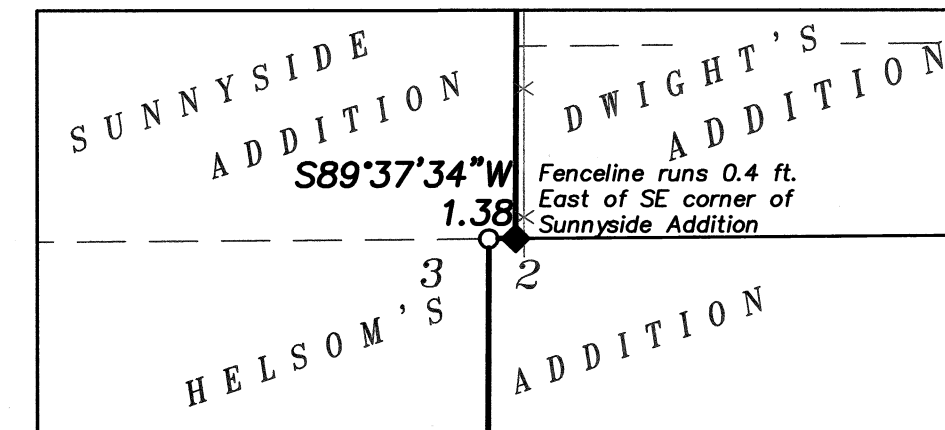 SUNNYSIDE
ADDITION
DWIGHT'S
ADDITION
S89°37'34"W
1.38
Fenceline runs 0.4 ft.
East of SE corner of
Sunnyside Addition
3
2
HELSOM'S
ADDITION